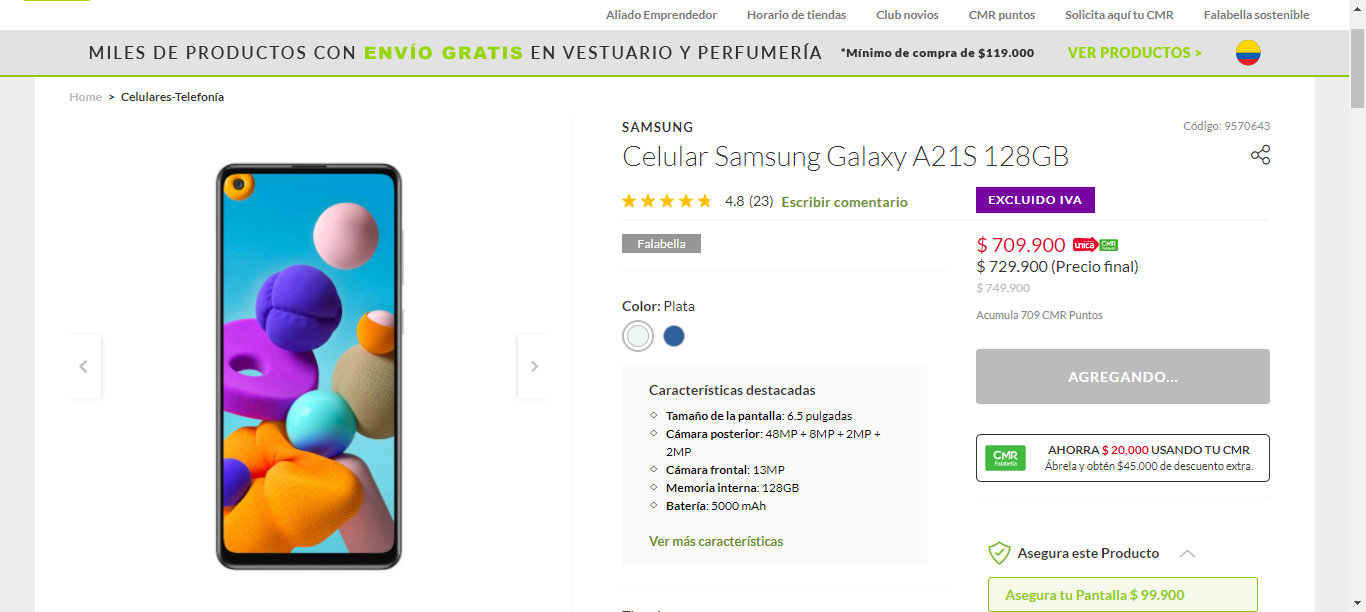 Aliado Emprendedor Horario de tiendas Club novios CMR puntos Solicita aquí tu CMR Falabella sostenible
MILES DE PRODUCTOS CON ENVÍO GRATIS EN VESTUARIO Y PERFUMERÍA *Mínimo de compra de $119.000 VER PRODUCTOS >
Home > Celulares-Telefonía
SAMSUNG
Código: 9570643
Celular Samsung Galaxy A21S 128GB
4.8 (23) Escribir comentario
EXCLUIDO IVA
Falabella
$ 709.900 única CMR Falabella
$ 729.900 (Precio final)
$ 749.900
Acumula 709 CMR Puntos
Color: Plata
AGREGANDO...
Características destacadas
Tamaño de la pantalla: 6.5 pulgadas
Cámara posterior: 48MP + 8MP + 2MP +
2MP
Cámara frontal: 13MP
Memoria interna: 128GB
Batería: 5000 mAh
Ver más características
CMR
Falabella
AHORRA $ 20,000 USANDO TU CMR
Ábrela y obtén $45.000 de descuento extra.
Asegura este Producto
Asegura tu Pantalla $ 99.900